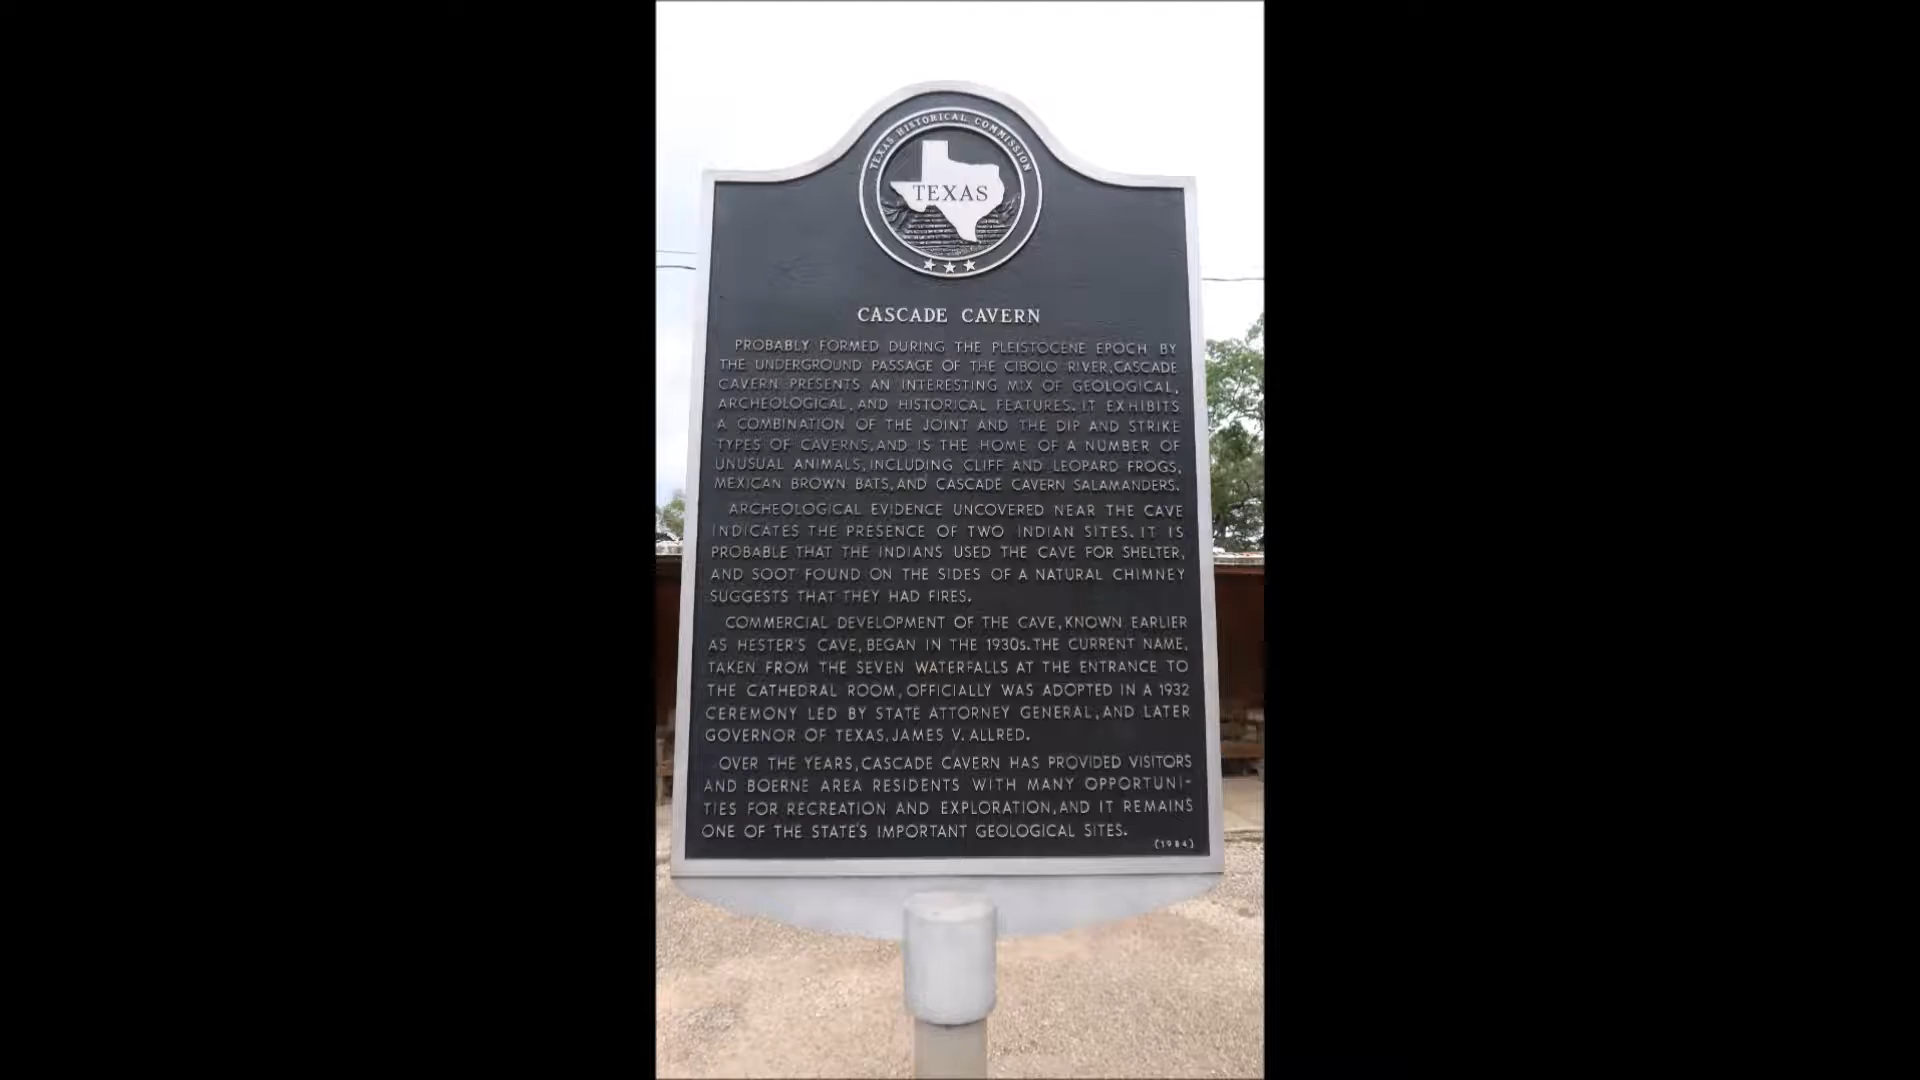 TEXAS HISTORICAL COMMISSION
TEXAS
CASCADE CAVERN
PROBABLY FORMED DURING THE PLEISTOCENE EPOCH BY
THE UNDERGROUND PASSAGE OF THE CIBOLO RIVER, CASCADE
CAVERN PRESENTS AN INTERESTING MIX OF GEOLOGICAL,
ARCHEOLOGICAL, AND HISTORICAL FEATURES. IT EXHIBITS
A COMBINATION OF THE JOINT AND THE DIP AND STRIKE
TYPES OF CAVERNS, AND IS THE HOME OF A NUMBER OF
UNUSUAL ANIMALS, INCLUDING CLIFF AND LEOPARD FROGS,
MEXICAN BROWN BATS, AND CASCADE CAVERN SALAMANDERS.
ARCHEOLOGICAL EVIDENCE UNCOVERED NEAR THE CAVE
INDICATES THE PRESENCE OF TWO INDIAN SITES. IT IS
PROBABLE THAT THE INDIANS USED THE CAVE FOR SHELTER,
AND SOOT FOUND ON THE SIDES OF A NATURAL CHIMNEY
SUGGESTS THAT THEY HAD FIRES.
COMMERCIAL DEVELOPMENT OF THE CAVE, KNOWN EARLIER
AS HESTER'S CAVE, BEGAN IN THE 1930s. THE CURRENT NAME,
TAKEN FROM THE SEVEN WATERFALLS AT THE ENTRANCE TO
THE CATHEDRAL ROOM, OFFICIALLY WAS ADOPTED IN A 1932
CEREMONY LED BY STATE ATTORNEY GENERAL, AND LATER
GOVERNOR OF TEXAS, JAMES V. ALLRED.
OVER THE YEARS, CASCADE CAVERN HAS PROVIDED VISITORS
AND BOERNE AREA RESIDENTS WITH MANY OPPORTUNI-
TIES FOR RECREATION AND EXPLORATION, AND IT REMAINS
ONE OF THE STATE'S IMPORTANT GEOLOGICAL SITES.
(1984)